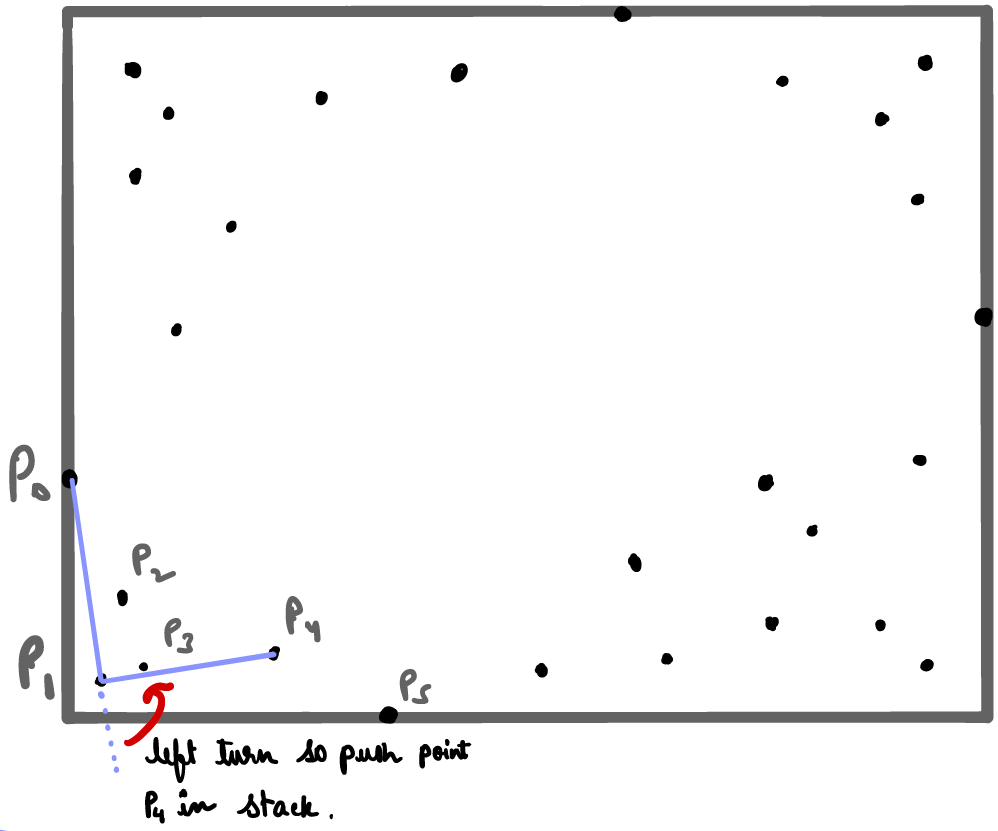 P₀
P₂
P₃
P₄
P₁
P₅
left turn so push point
P₄ in stack.